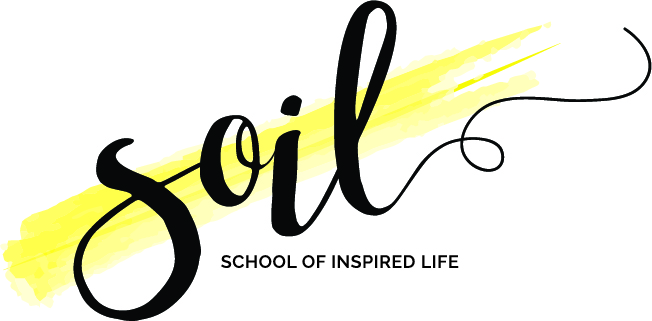 soil
SCHOOL OF INSPIRED LIFE